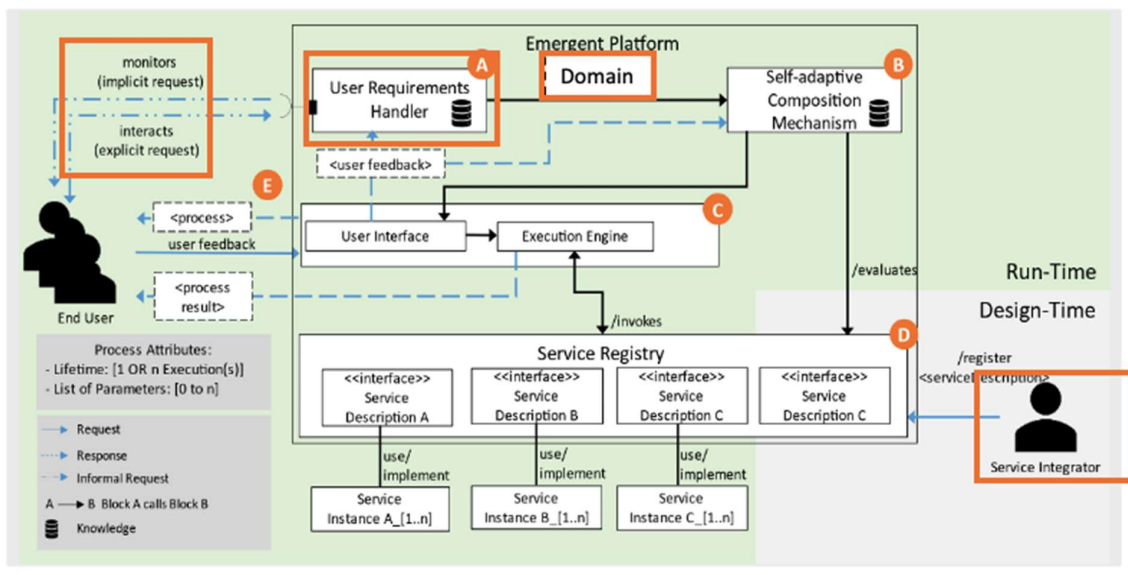 Emergent Platform
monitors
(implicit request)
interacts
(explicit request)
A
User Requirements
Handler
Domain
B
Self-adaptive
Composition
Mechanism
<user feedback>
E
<process>
user feedback
<process
result>
End User
C
User Interface
Execution Engine
/evaluates
/invokes
Run-Time
Design-Time
D
Service Registry
<<interface>>
Service
Description A
<<interface>>
Service
Description B
<<interface>>
Service
Description C
<<interface>>
Service
Description C
/register
<serviceDescription>
Service Integrator
use/
implement
use/
implement
use/
implement
Service
Instance A_[1..n]
Service
Instance B_[1..n]
Service
Instance C_[1..n]
Process Attributes:
- Lifetime: [1 OR n Execution(s)]
- List of Parameters: [0 to n]
Request
Response
Informal Request
A B Block A calls Block B
Knowledge